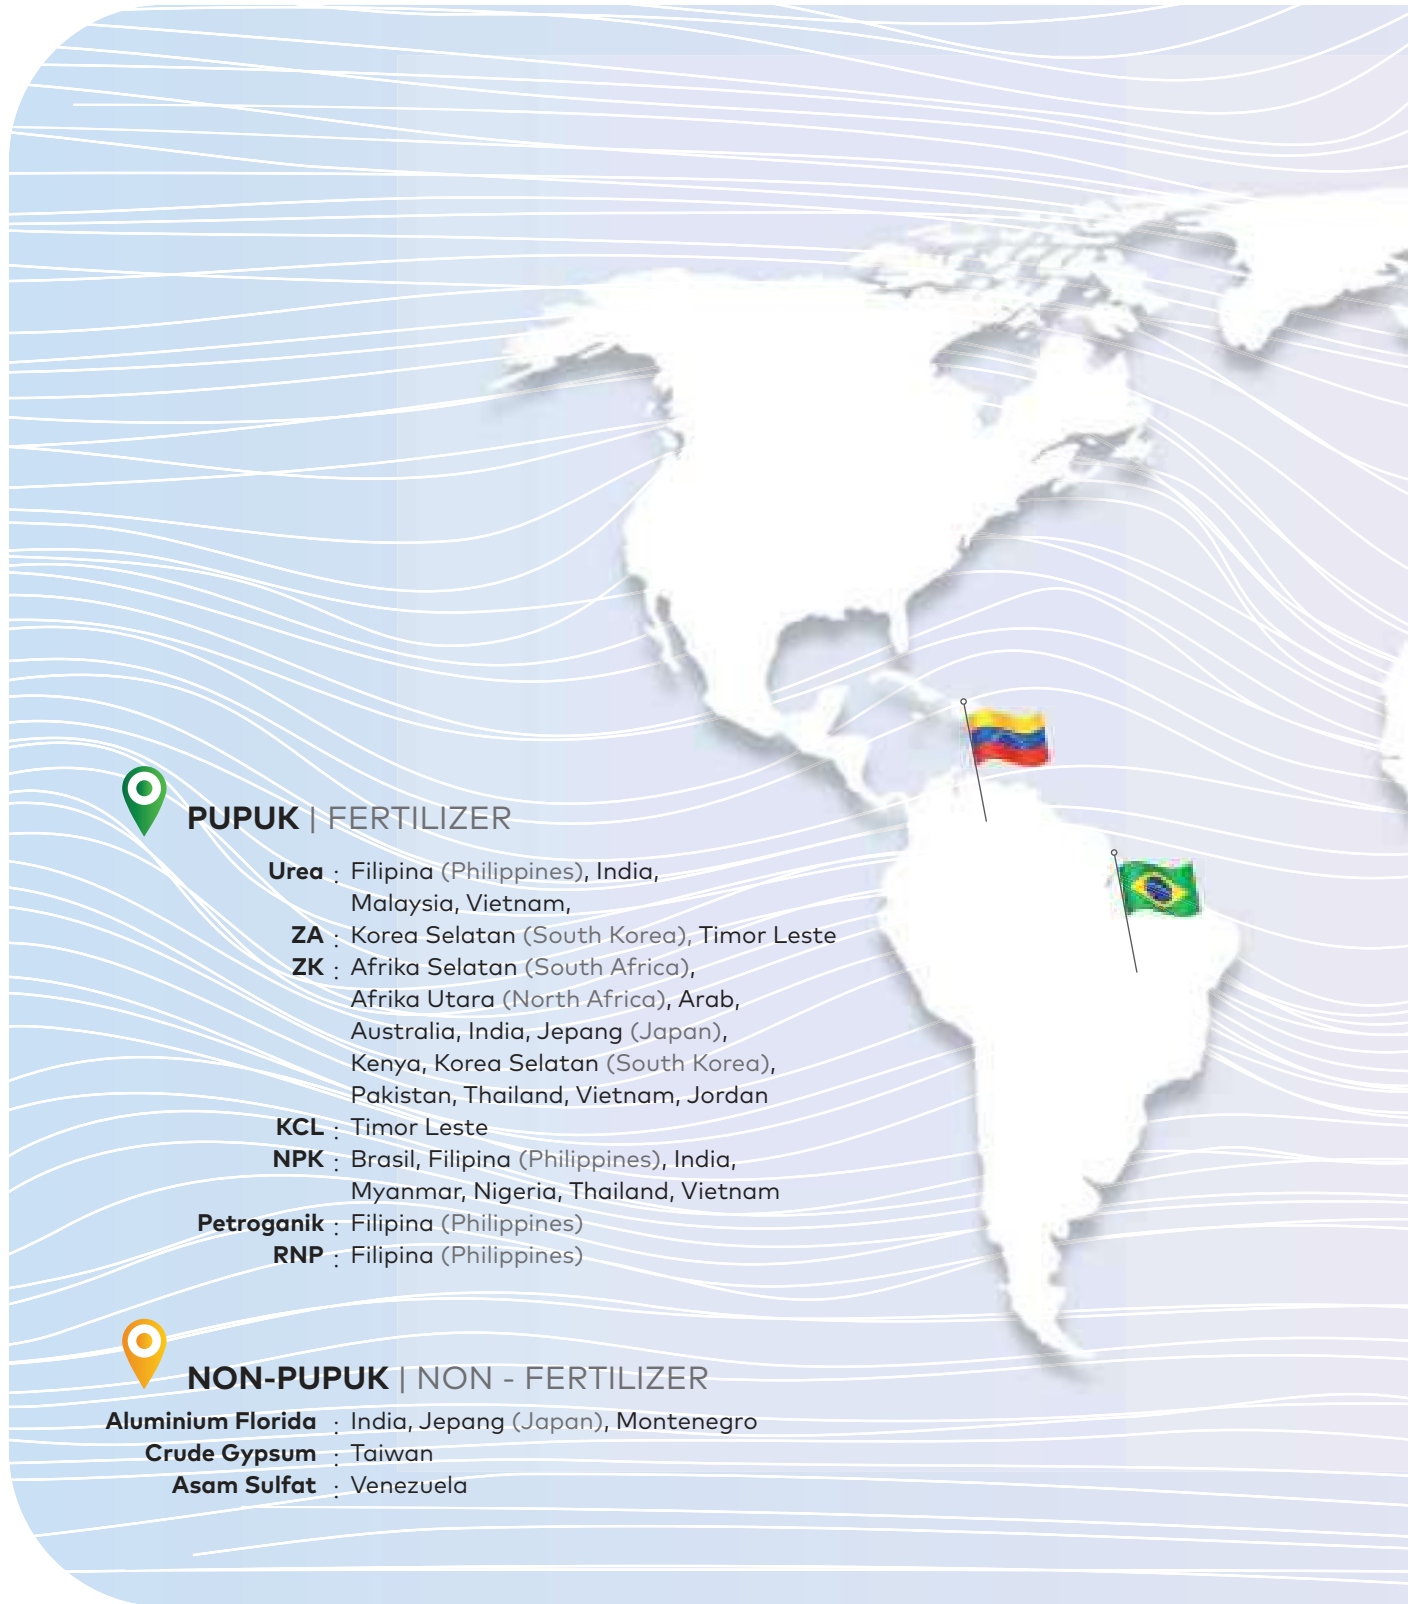 PUPUK | FERTILIZER
Urea : Filipina (Philippines), India,
Malaysia, Vietnam,
ZA : Korea Selatan (South Korea), Timor Leste
ZK : Afrika Selatan (South Africa),
Afrika Utara (North Africa), Arab,
Australia, India, Jepang (Japan),
Kenya, Korea Selatan (South Korea),
Pakistan, Thailand, Vietnam, Jordan
KCL : Timor Leste
NPK : Brasil, Filipina (Philippines), India,
Myanmar, Nigeria, Thailand, Vietnam
Petroganik : Filipina (Philippines)
RNP : Filipina (Philippines)
NON-PUPUK | NON - FERTILIZER
Aluminium Florida : India, Jepang (Japan), Montenegro
Crude Gypsum : Taiwan
Asam Sulfat : Venezuela